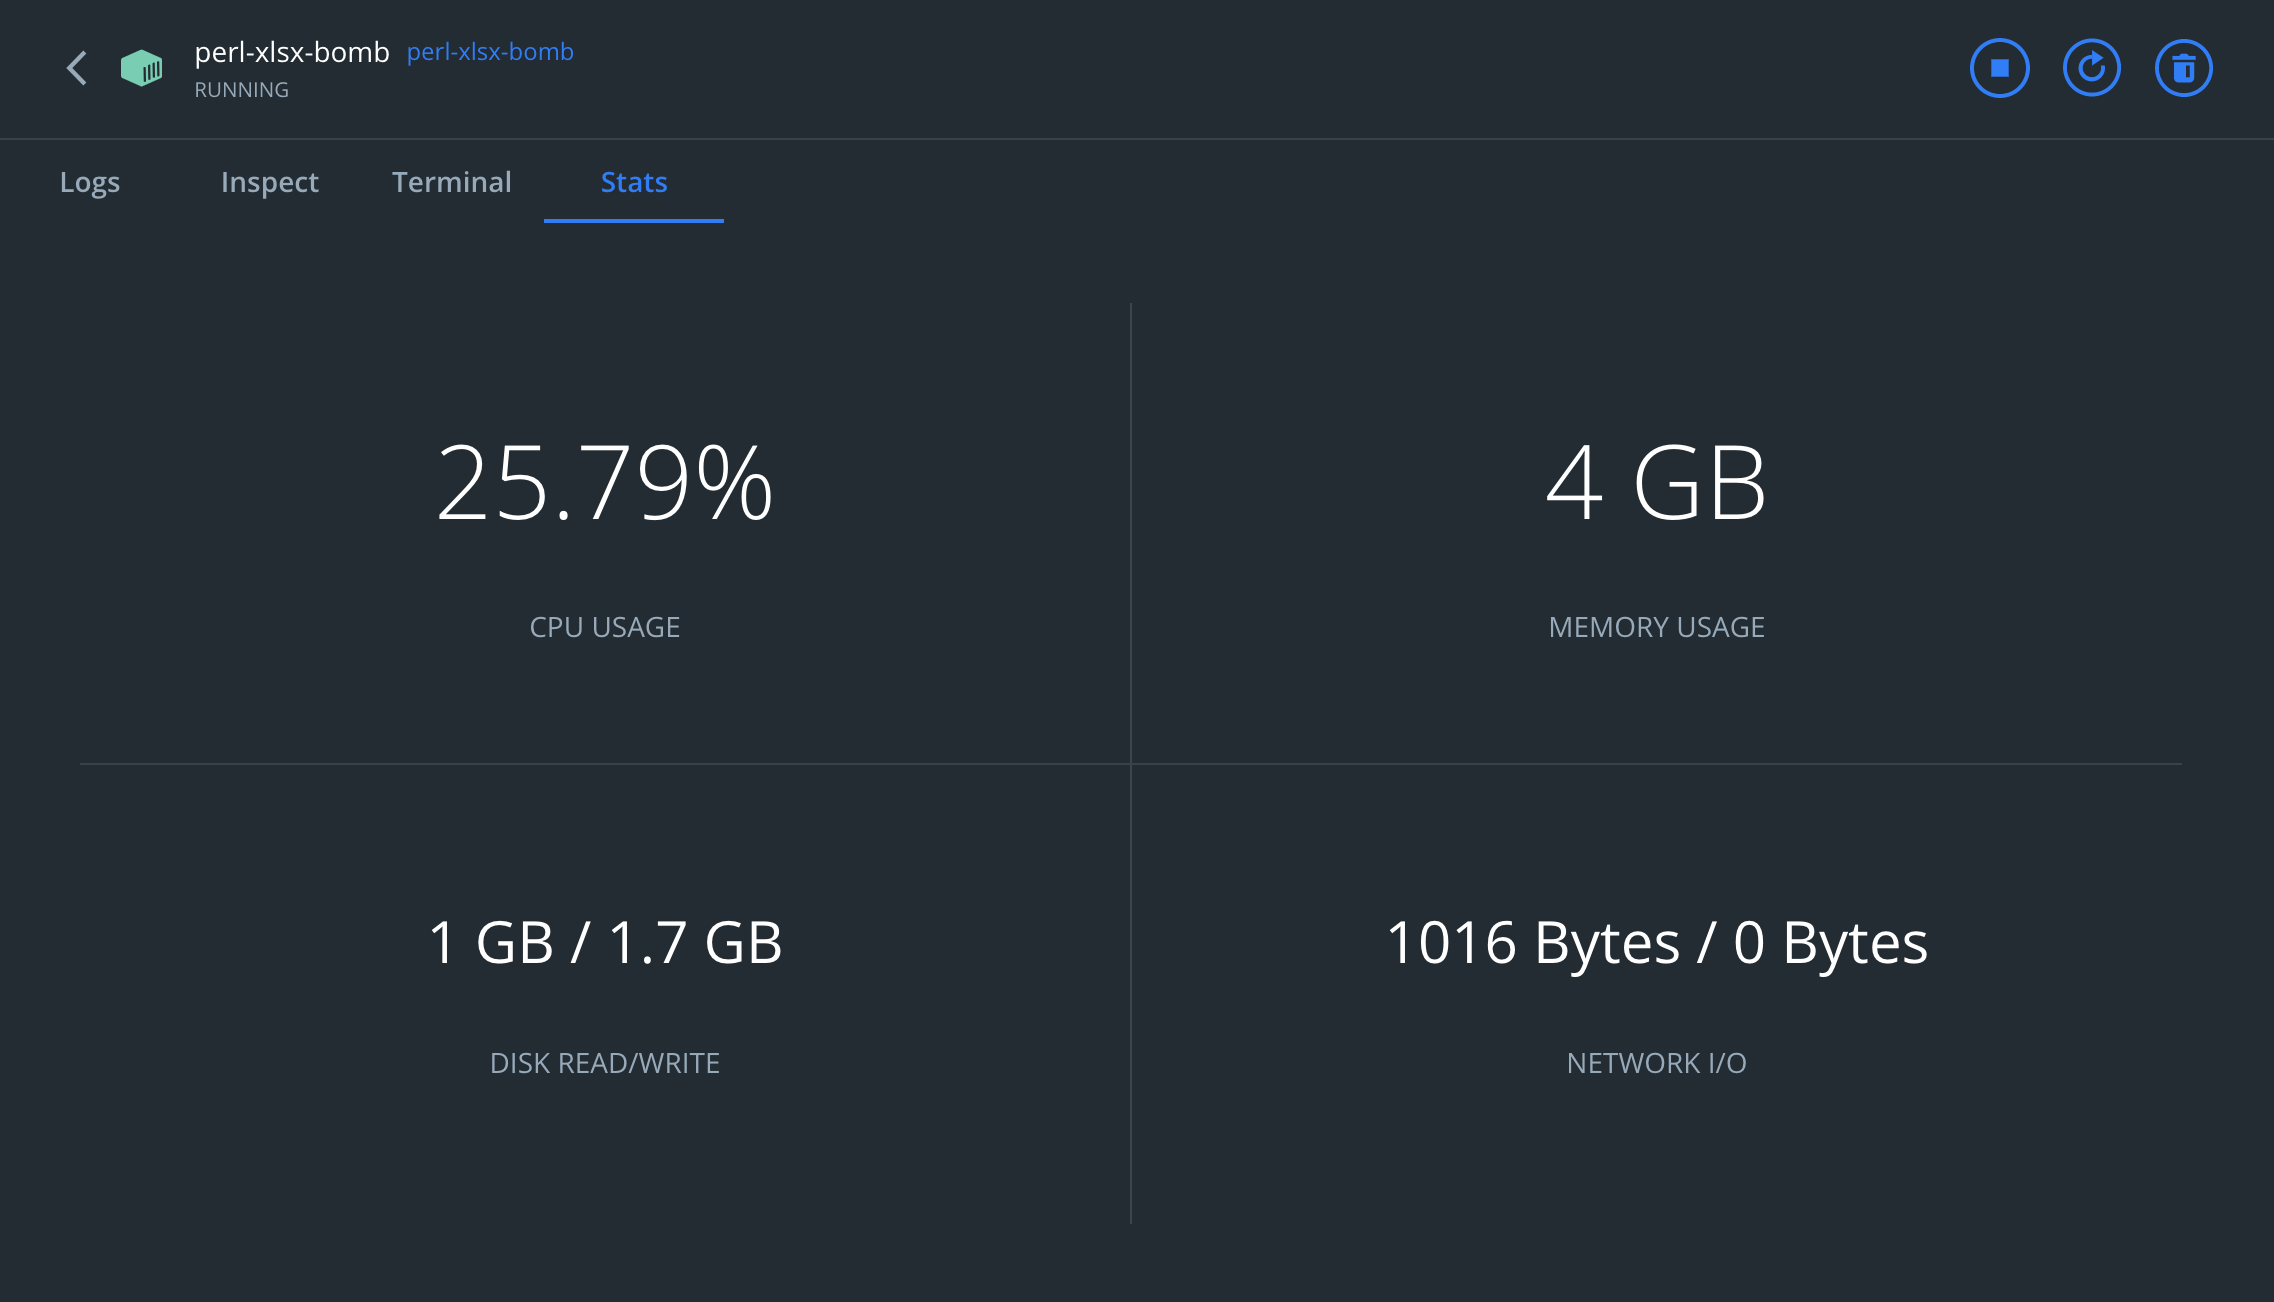 perl-xlsx-bomb perl-xlsx-bomb
RUNNING
Logs Inspect Terminal Stats
25.79%
CPU USAGE
4 GB
MEMORY USAGE
1 GB / 1.7 GB
DISK READ/WRITE
1016 Bytes / 0 Bytes
NETWORK I/O